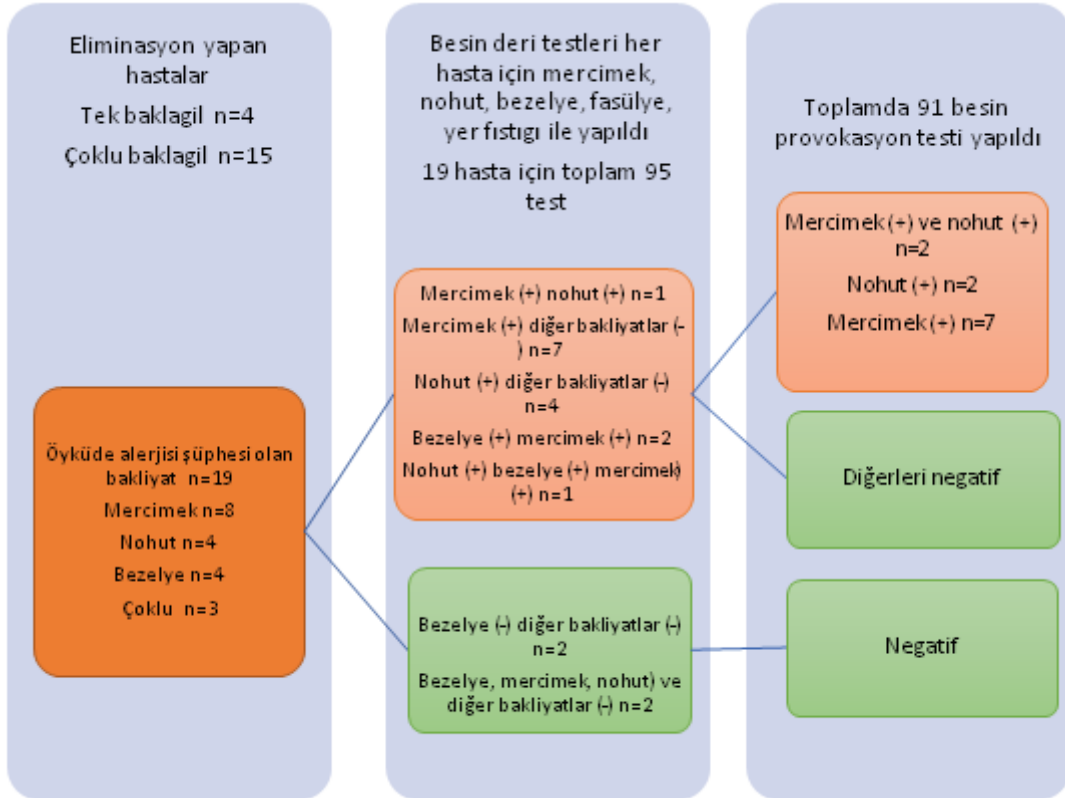 Eliminasyon yapan
hastalar
Tek baklagil n=4
Çoklu baklagil n=15
Öyküde alerjisi şüphesi olan
bakliyat n=19
Mercimek n=8
Nohut n=4
Bezelye n=4
Çoklu n=3
Besin deri testleri her
hasta için mercimek,
nohut, bezelye, fasülye,
yer fıstıgı ile yapıldı
19 hasta için toplam 95
test
Mercimek (+) nohut (+) n=1
Mercimek (+) diğer bakliyatlar (-
) n=7
Nohut (+) diğer bakliyatlar (-)
n=4
Bezelye (+) mercimek (+) n=2
Nohut (+) bezelye (+) mercimek)
(+) n=1
Bezelye (-) diğer bakliyatlar (-)
n=2
Bezelye, mercimek, nohut) ve
diğer bakliyatlar (-) n=2
Toplamda 91 besin
provokasyon testi yapıldı
Mercimek (+) ve nohut (+)
n=2
Nohut (+) n=2
Mercimek (+) n=7
Diğerleri negatif
Negatif